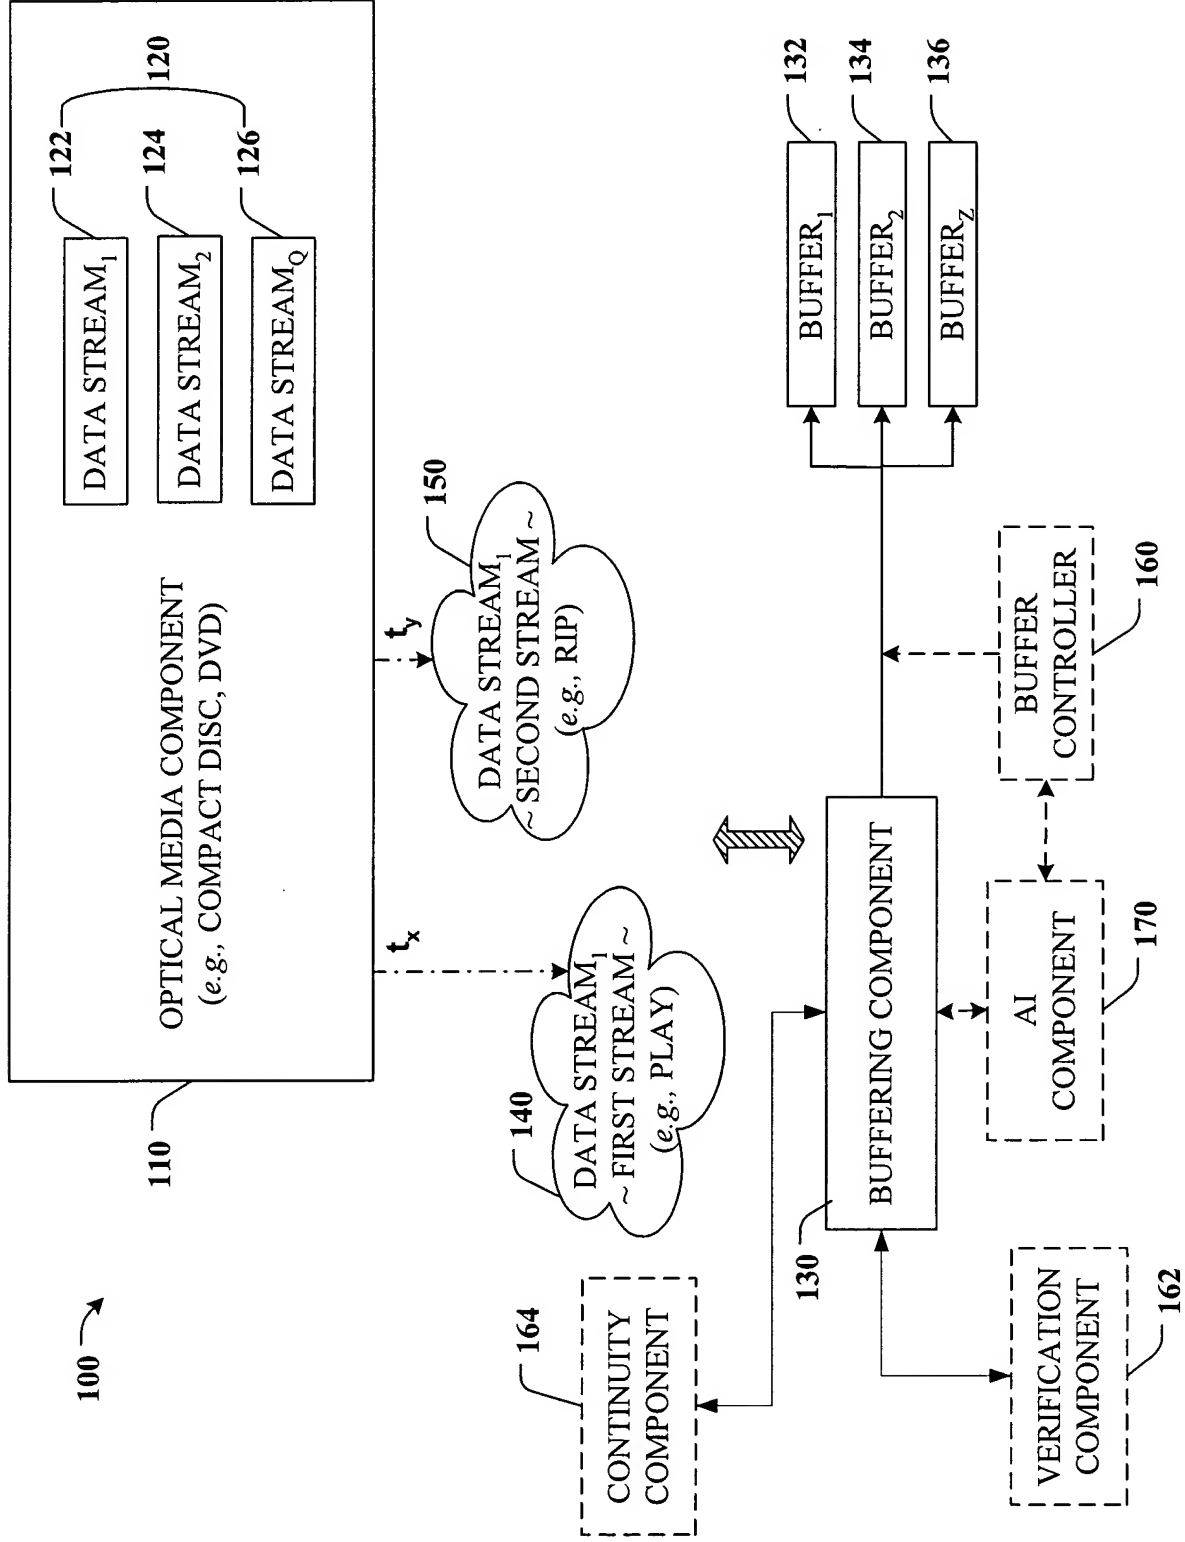 100
110
OPTICAL MEDIA COMPONENT
(e.g., COMPACT DISC, DVD)
122
120
DATA STREAM1
124
DATA STREAM2
126
DATA STREAMQ
tx
ty
140
DATA STREAM1
~ FIRST STREAM ~
(e.g., PLAY)
150
DATA STREAM1
~ SECOND STREAM ~
(e.g., RIP)
164
CONTINUITY
COMPONENT
130
BUFFERING COMPONENT
BUFFER1
132
BUFFER2
134
BUFFERZ
136
VERIFICATION
COMPONENT
162
AI
COMPONENT
170
BUFFER
CONTROLLER
160